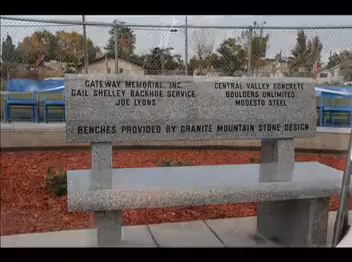 GATEWAY MEMORIAL, INC.
GAIL SHELLEY BACKHOE SERVICE
JOE LYONS
CENTRAL VALLEY CONCRETE
BOULDERS UNLIMITED
MODESTO STEEL
BENCHES PROVIDED BY GRANITE MOUNTAIN STONE DESIGN